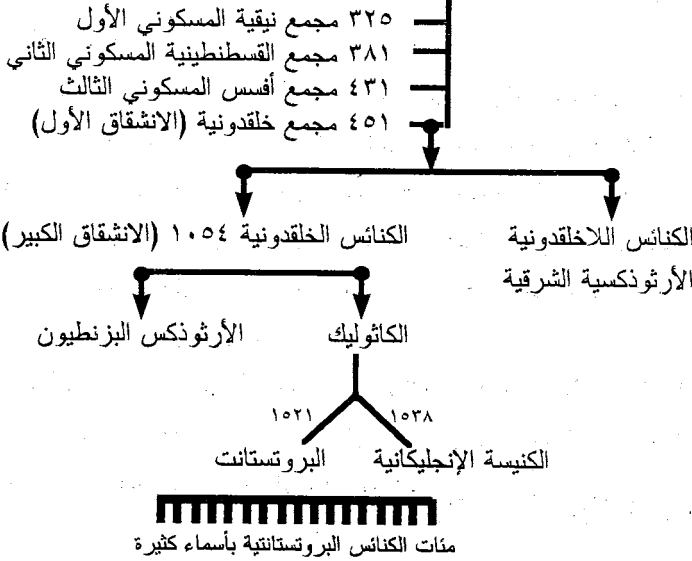 ٣٢٥ مجمع نيقية المسكوني الأول
٣٨١ مجمع القسطنطينية المسكوني الثاني
٤٣١ مجمع أفسس المسكوني الثالث
٤٥١ مجمع خلقدونية (الانشقاق الأول)
الكنائس اللاخلقدونية
الأرثوذكسية الشرقية
الكنائس الخلقدونية ١٠٥٤ (الانشقاق الكبير)
الكاثوليك
الأرثوذكس البزنطيون
١٥٣٨
١٥٢١
الكنيسة الإنجليكانية
البروتستانت
مئات الكنائس البروتستانتية بأسماء كثيرة